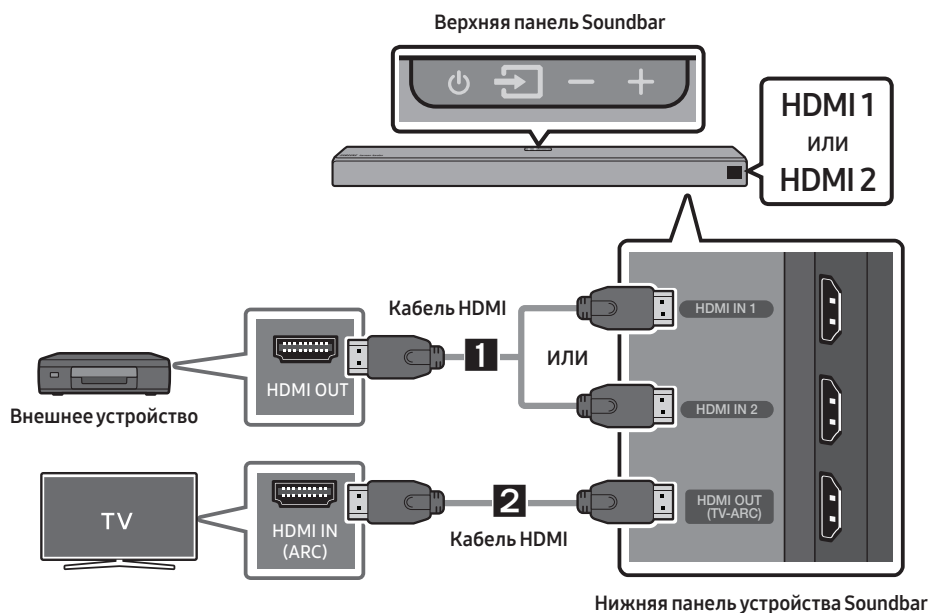 Верхняя панель Soundbar
HDMI 1
или
HDMI 2
Кабель HDMI
HDMI IN 1
HDMI OUT
1
или
HDMI IN 2
Внешнее устройство
TV
HDMI IN
(ARC)
2
Кабель HDMI
HDMI OUT
(TV-ARC)
Нижняя панель устройства Soundbar